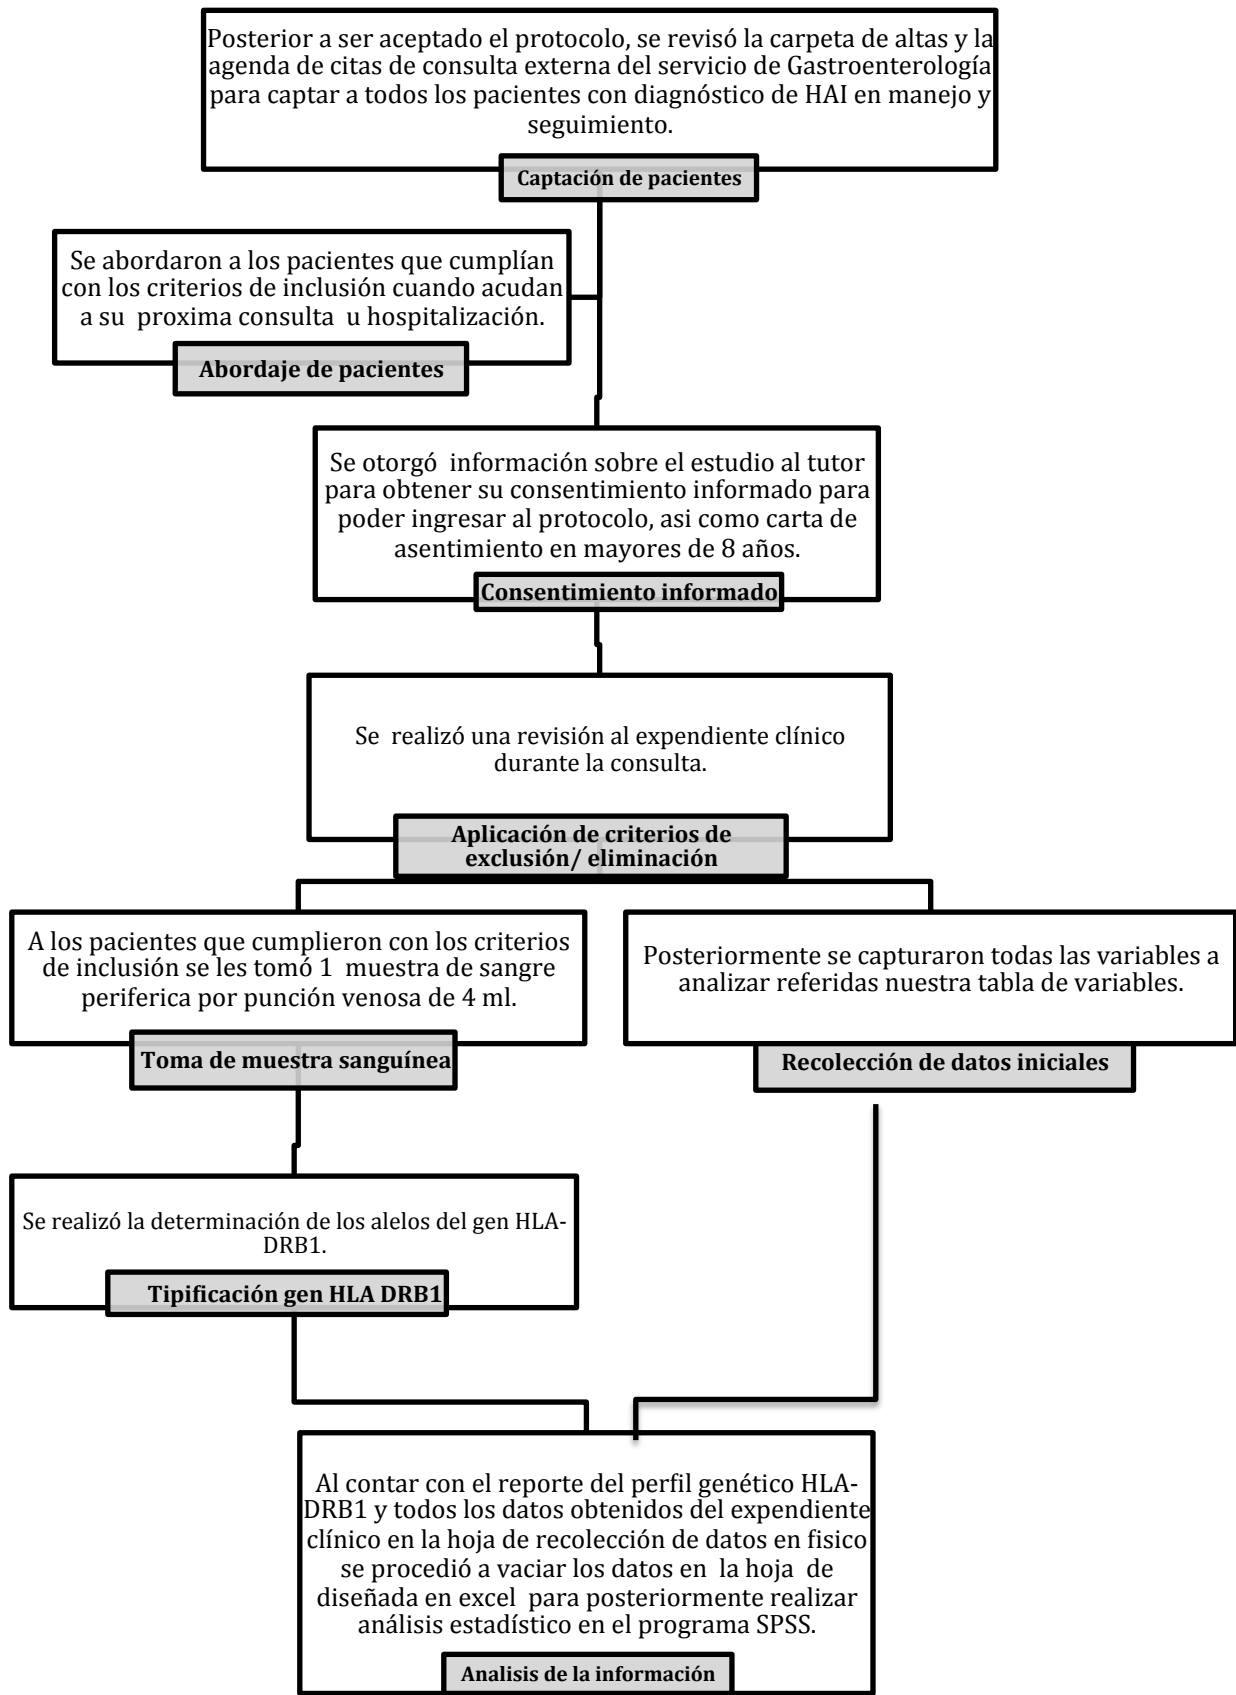 Posterior a ser aceptado el protocolo, se revisó la carpeta de altas y la
agenda de citas de consulta externa del servicio de Gastroenterología
para captar a todos los pacientes con diagnóstico de HAI en manejo y
seguimiento.
Captación de pacientes
Se abordaron a los pacientes que cumplían
con los criterios de inclusión cuando acudan
a su proxima consulta u hospitalización.
Abordaje de pacientes
Se otorgó información sobre el estudio al tutor
para obtener su consentimiento informado para
poder ingresar al protocolo, asi como carta de
asentimiento en mayores de 8 años.
Consentimiento informado
Se realizó una revisión al expendiente clínico
durante la consulta.
Aplicación de criterios de
exclusión/ eliminación
A los pacientes que cumplieron con los criterios
de inclusión se les tomó 1 muestra de sangre
periferica por punción venosa de 4 ml.
Toma de muestra sanguínea
Posteriormente se capturaron todas las variables a
analizar referidas nuestra tabla de variables.
Recolección de datos iniciales
Se realizó la determinación de los alelos del gen HLA-
DRB1.
Tipificación gen HLA DRB1
Al contar con el reporte del perfil genético HLA-
DRB1 y todos los datos obtenidos del expendiente
clínico en la hoja de recolección de datos en fisico
se procedió a vaciar los datos en la hoja de
diseñada en excel para posteriormente realizar
análisis estadístico en el programa SPSS.
Analisis de la información